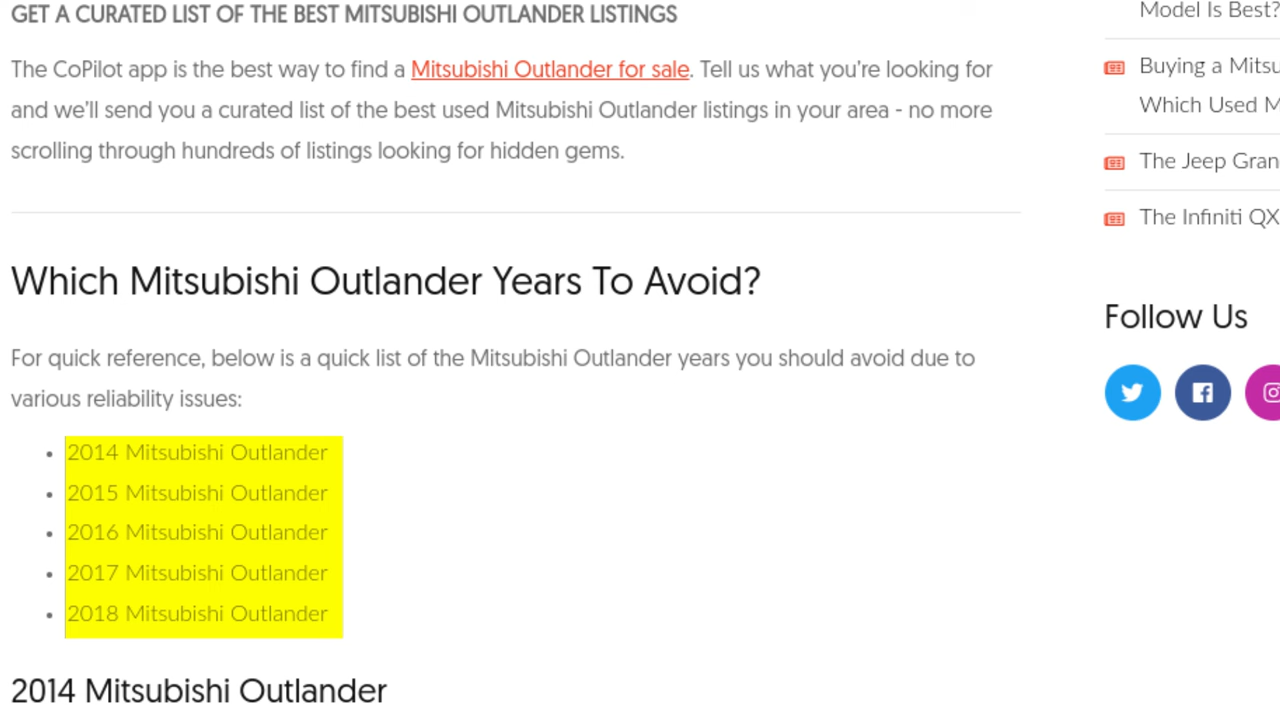 GET A CURATED LIST OF THE BEST MITSUBISHI OUTLANDER LISTINGS
The CoPilot app is the best way to find a Mitsubishi Outlander for sale. Tell us what you're looking for
and we'll send you a curated list of the best used Mitsubishi Outlander listings in your area - no more
scrolling through hundreds of listings looking for hidden gems.
Which Mitsubishi Outlander Years To Avoid?
For quick reference, below is a quick list of the Mitsubishi Outlander years you should avoid due to
various reliability issues:
• 2014 Mitsubishi Outlander
• 2015 Mitsubishi Outlander
• 2016 Mitsubishi Outlander
• 2017 Mitsubishi Outlander
• 2018 Mitsubishi Outlander
2014 Mitsubishi Outlander
Model Is Best?
Buying a Mitsu
Which Used M
The Jeep Gran
The Infiniti QX
Follow Us